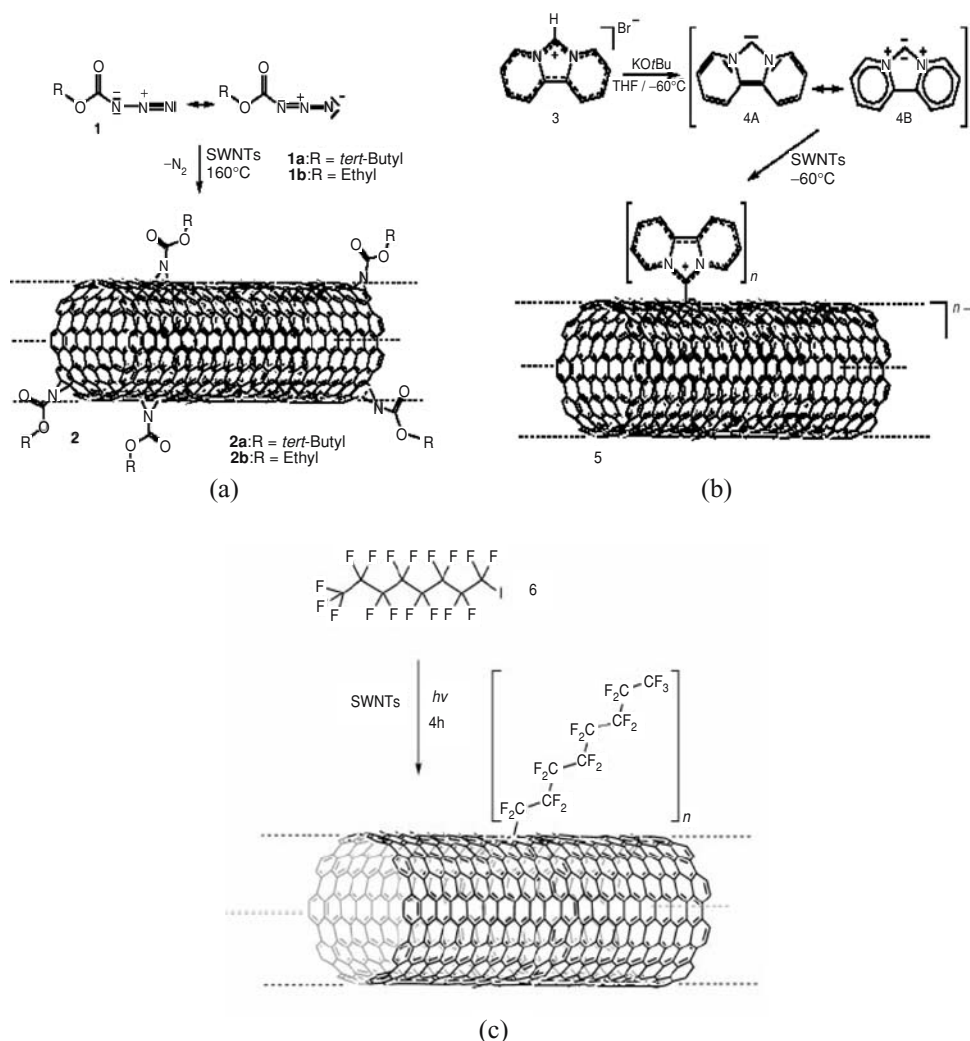 R O O N̄ + N N
R O O N + N N −
1
−N2
SWNTs
160°C
1a:R = tert-Butyl
1b:R = Ethyl
R O O N
R O O N
R O O N
R O O N
R O O N
2
2a:R = tert-Butyl
2b:R = Ethyl
(a)
H
N N +
Br−
3
KOtBu
THF / −60°C
N N
4A
N N + +
4B
SWNTs
−60°C
N N +
n
n −
5
(b)
F F F F F F F F
F
F
F
F F F F F F
I
6
SWNTs
hv
4h
CF3
F2C
CF2
F2C
CF2
F2C
CF2
F2C
n
(c)